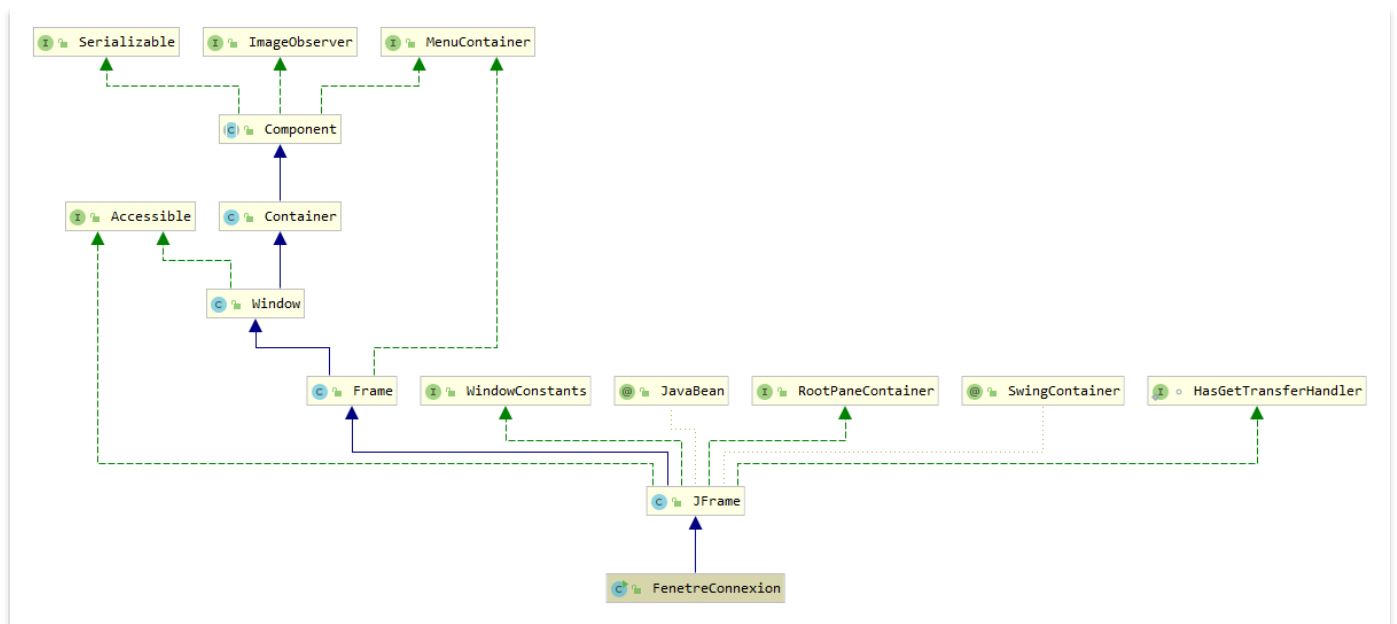 Serializable
ImageObserver
MenuContainer
Component
Accessible
Container
Window
Frame
WindowConstants
JavaBean
RootPaneContainer
SwingContainer
HasGetTransferHandler
JFrame
FenetreConnexion